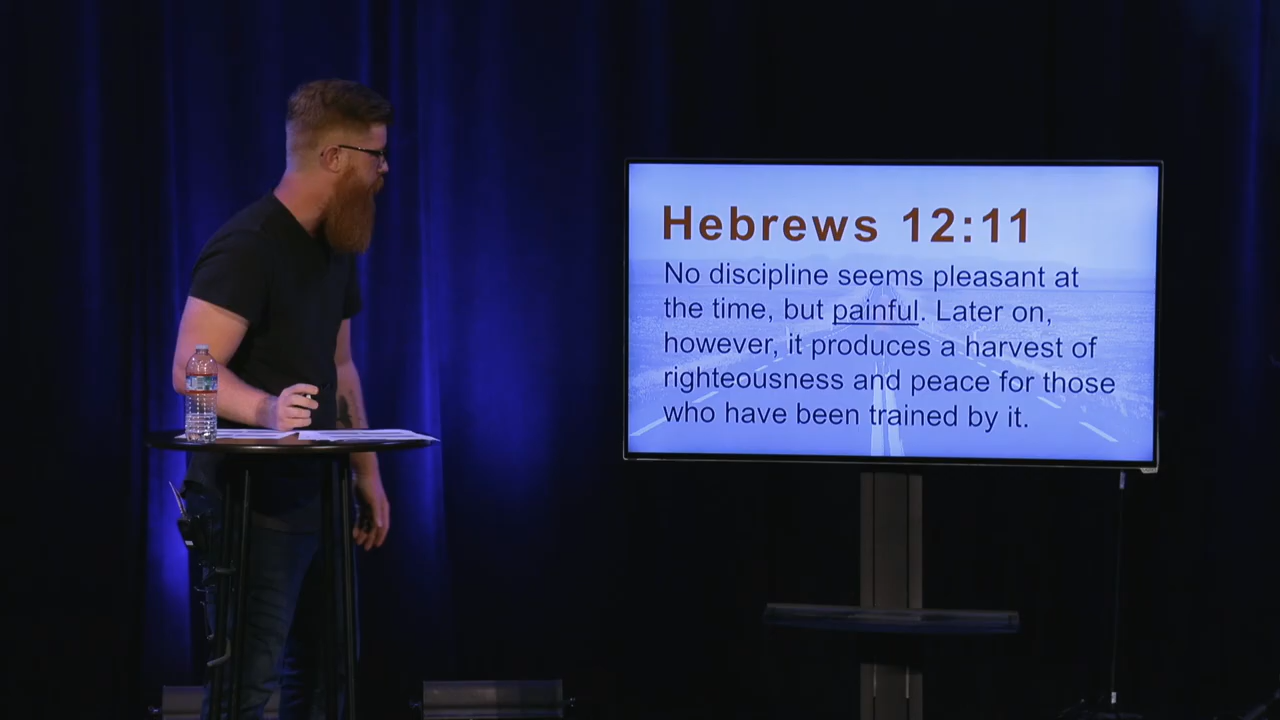 Hebrews 12:11
No discipline seems pleasant at
the time, but painful. Later on,
however, it produces a harvest of
righteousness and peace for those
who have been trained by it.